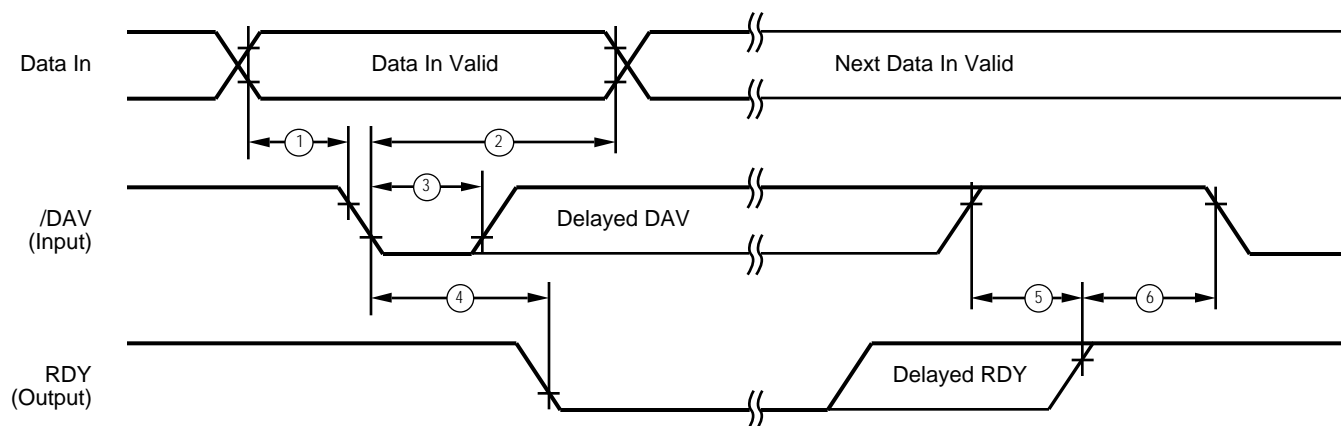 Data In
Data In Valid
Next Data In Valid
1
2
3
/DAV
(Input)
Delayed DAV
4
5
6
RDY
(Output)
Delayed RDY